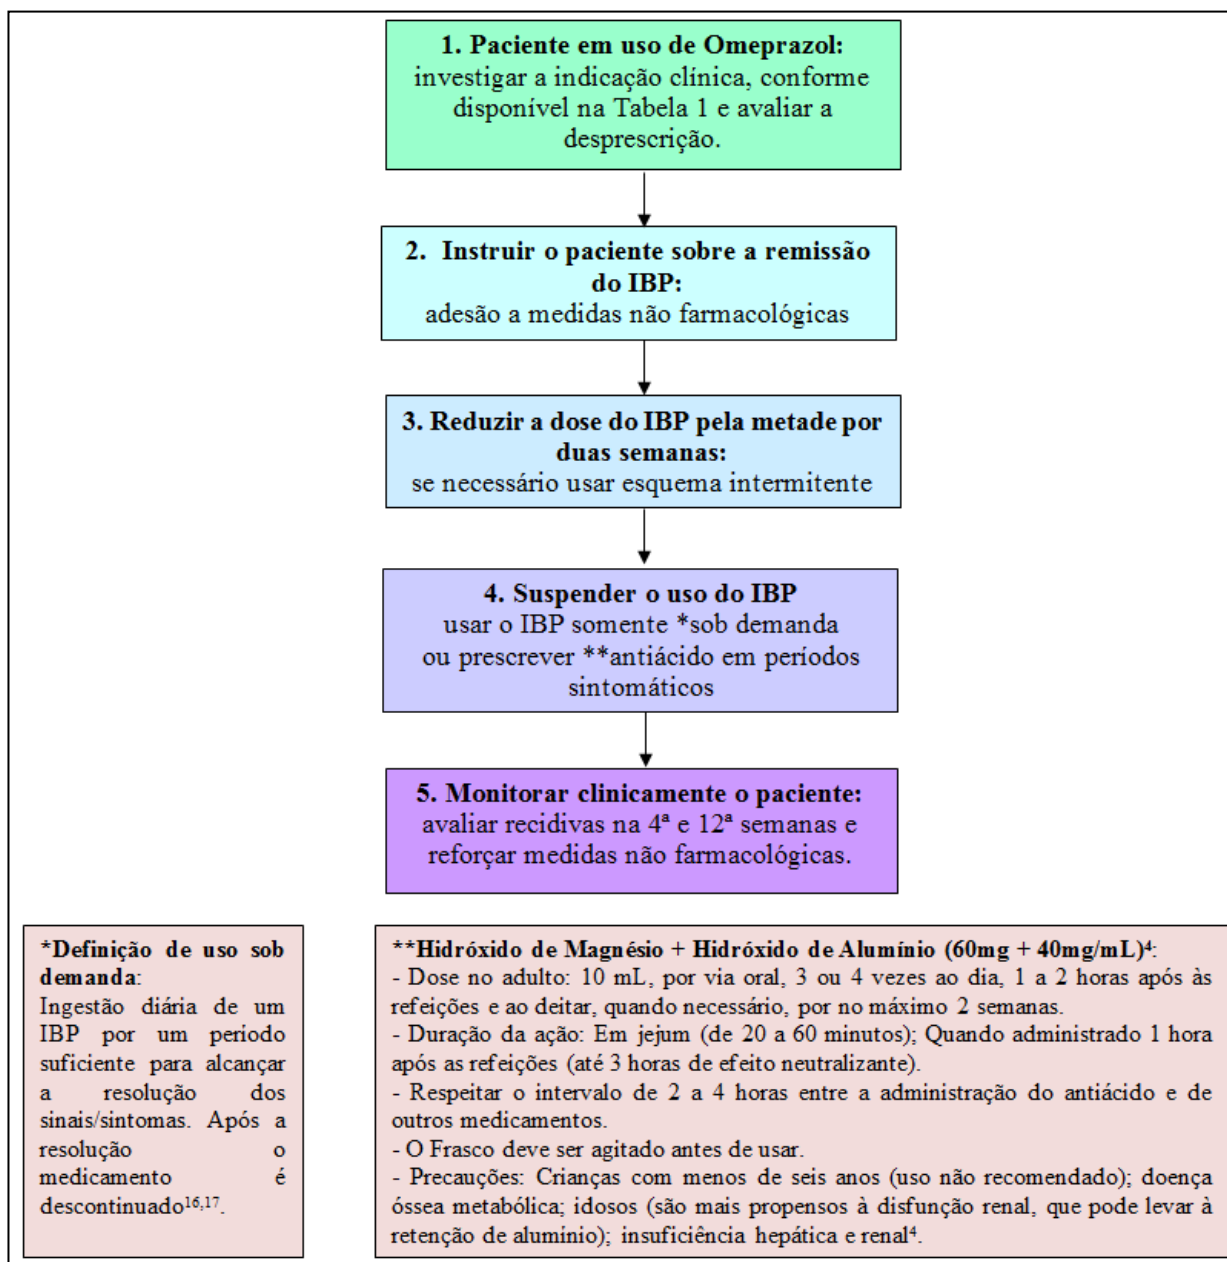 1. Paciente em uso de Omeprazol:
investigar a indicação clínica, conforme
disponível na Tabela 1 e avaliar a
desprescrição.
2. Instruir o paciente sobre a remissão
do IBP:
adesão a medidas não farmacológicas
3. Reduzir a dose do IBP pela metade por
duas semanas:
se necessário usar esquema intermitente
4. Suspender o uso do IBP
usar o IBP somente *sob demanda
ou prescrever **antiácido em períodos
sintomáticos
5. Monitorar clinicamente o paciente:
avaliar recidivas na 4ª e 12ª semanas e
reforçar medidas não farmacológicas.
*Definição de uso sob
demanda:
Ingestão diária de um
IBP por um período
suficiente para alcançar
a resolução dos
sinais/sintomas. Após a
resolução o
medicamento é
descontinuado¹⁶,¹⁷.
**Hidróxido de Magnésio + Hidróxido de Alumínio (60mg + 40mg/mL)⁴:
- Dose no adulto: 10 mL, por via oral, 3 ou 4 vezes ao dia, 1 a 2 horas após às
refeições e ao deitar, quando necessário, por no máximo 2 semanas.
- Duração da ação: Em jejum (de 20 a 60 minutos); Quando administrado 1 hora
após as refeições (até 3 horas de efeito neutralizante).
- Respeitar o intervalo de 2 a 4 horas entre a administração do antiácido e de
outros medicamentos.
- O Frasco deve ser agitado antes de usar.
- Precauções: Crianças com menos de seis anos (uso não recomendado); doença
óssea metabólica; idosos (são mais propensos à disfunção renal, que pode levar à
retenção de alumínio); insuficiência hepática e renal⁴.